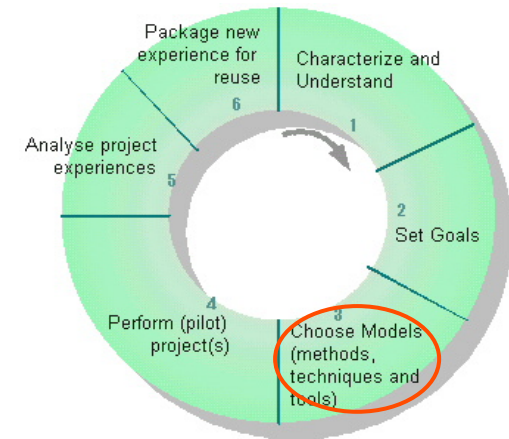 Characterize and
Understand
1
2
Set Goals
3
Choose Models
(methods,
techniques and
tools)
4
Perform (pilot)
project(s)
Analyse project
experiences
5
Package new
experience for
reuse
6